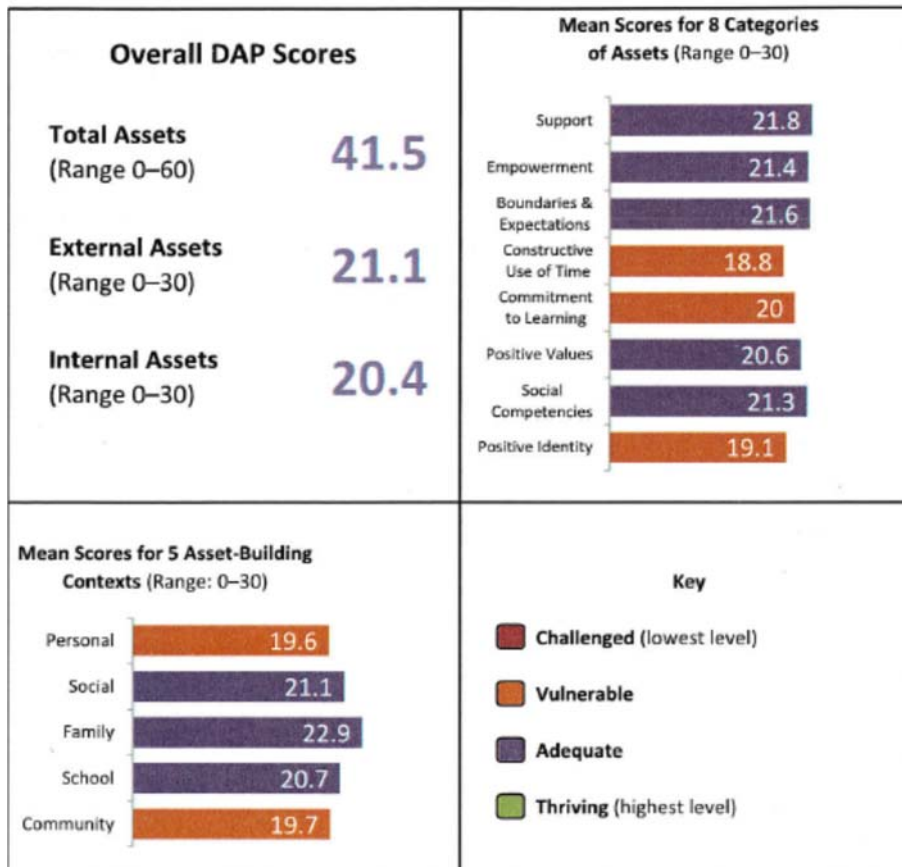 Overall DAP Scores
Total Assets
(Range 0–60)
41.5
External Assets
(Range 0–30)
21.1
Internal Assets
(Range 0–30)
20.4
Mean Scores for 8 Categories
of Assets (Range 0–30)
Support
21.8
Empowerment
21.4
Boundaries &
Expectations
21.6
Constructive
Use of Time
18.8
Commitment
to Learning
20
Positive Values
20.6
Social
Competencies
21.3
Positive Identity
19.1
Mean Scores for 5 Asset-Building
Contexts (Range: 0–30)
Personal
19.6
Social
21.1
Family
22.9
School
20.7
Community
19.7
Key
Challenged (lowest level)
Vulnerable
Adequate
Thriving (highest level)